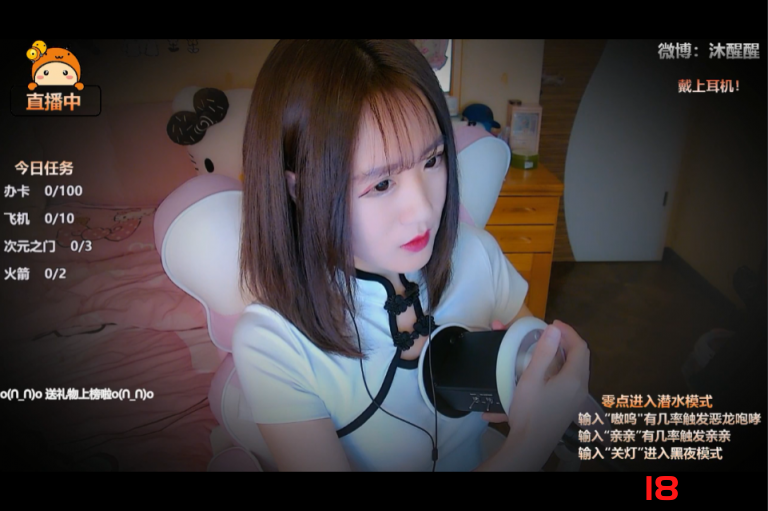 微博：沐醒醒
戴上耳机！
直播中
今日任务
办卡 0/100
飞机 0/10
次元之门 0/3
火箭 0/2
o(∩_∩)o 送礼物上榜啦o(∩_∩)o
零点进入潜水模式
输入“嗷呜”有几率触发恶龙咆哮
输入“亲亲”有几率触发亲亲
输入“关灯”进入黑夜模式
18